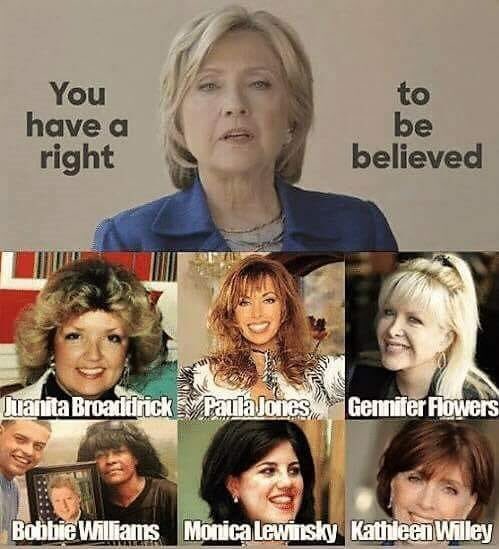 You
have a
right
to
be
believed
Juanita Broaddrick
Paula Jones
Gennifer Flowers
Bobbie Williams
Monica Lewinsky
Kathleen Willey